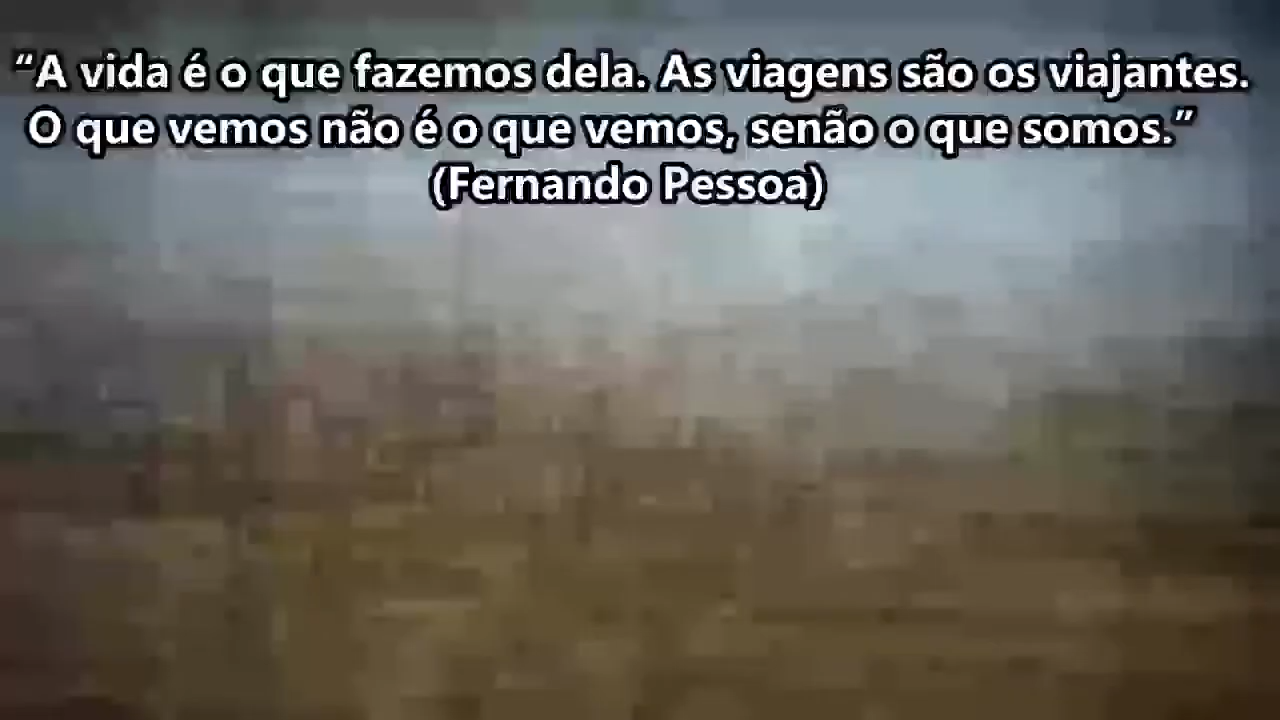 “A vida é o que fazemos dela. As viagens são os viajantes.
O que vemos não é o que vemos, senão o que somos.”
(Fernando Pessoa)